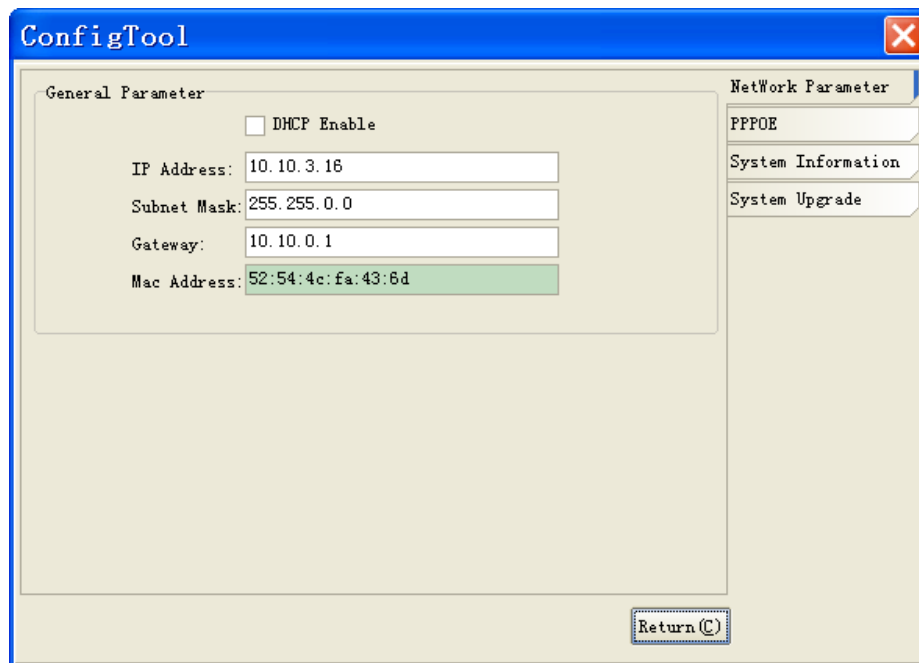 ConfigTool
General Parameter
DHCP Enable
IP Address: 10.10.3.16
Subnet Mask: 255.255.0.0
Gateway: 10.10.0.1
Mac Address: 52:54:4c:fa:43:6d
NetWork Parameter
PPPOE
System Information
System Upgrade
Return(C)